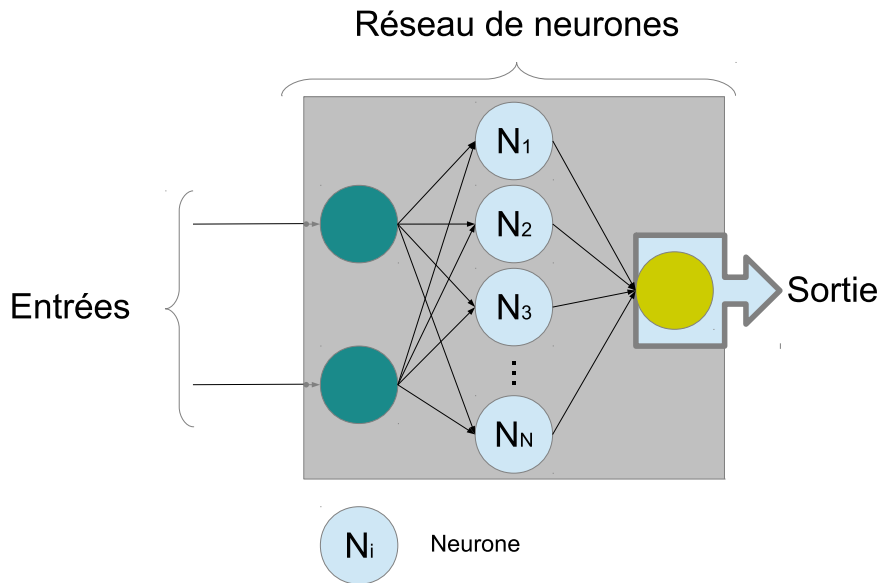 Réseau de neurones
N1
N2
Entrées
N3
Sortie
⋮
NN
Ni Neurone